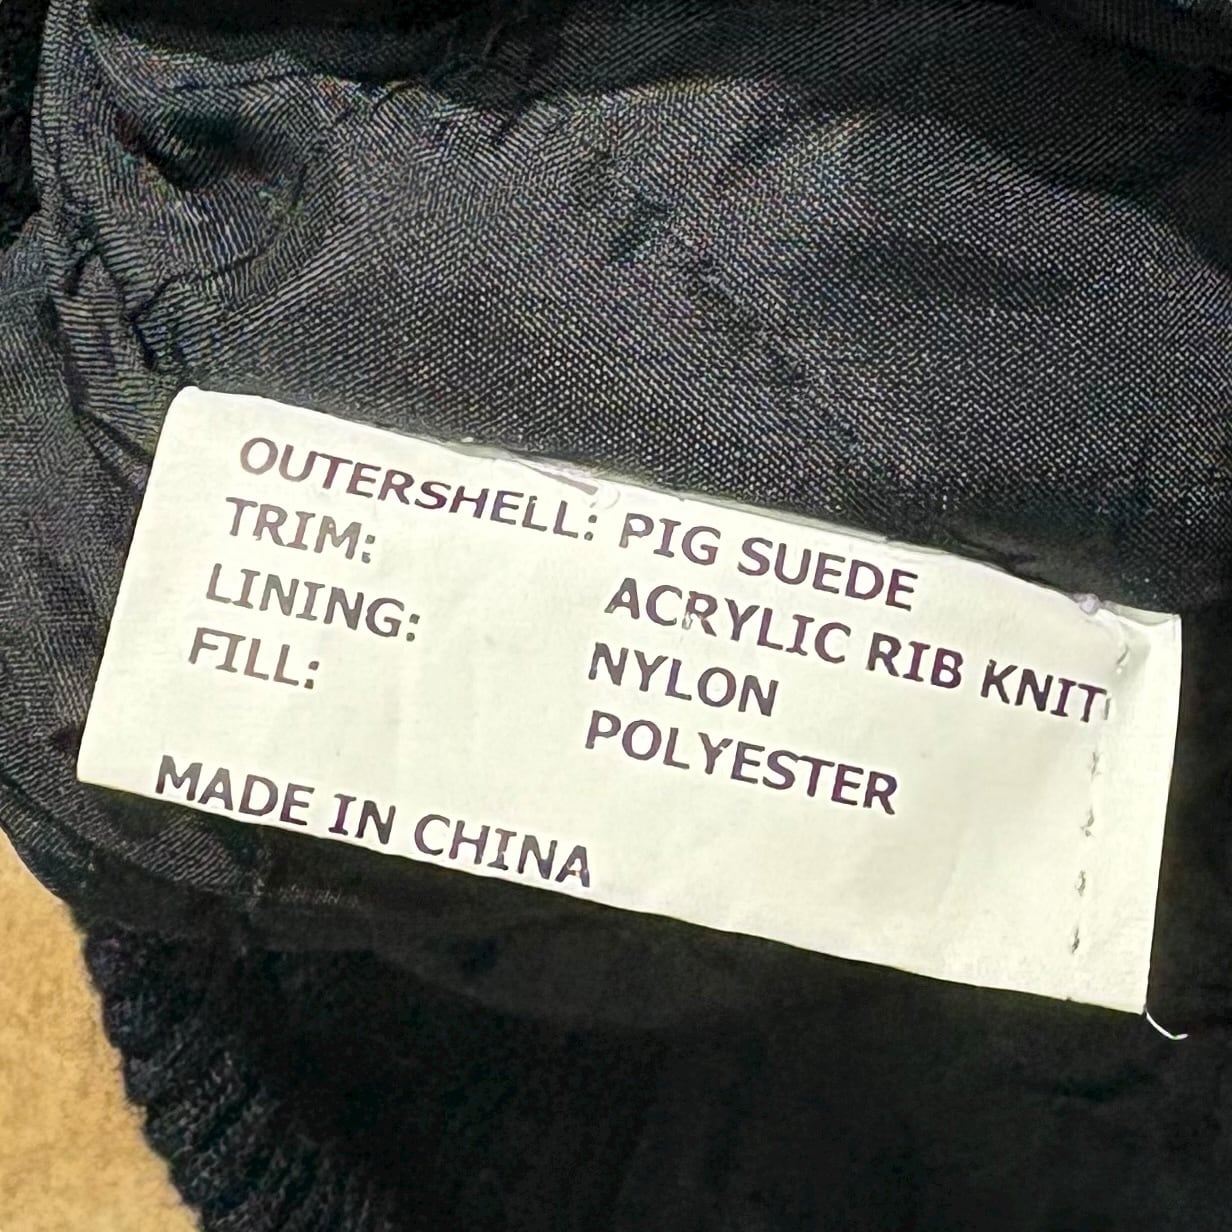 OUTERSHELL: PIG SUEDE
TRIM: ACRYLIC RIB KNIT
LINING: NYLON
FILL: POLYESTER
MADE IN CHINA